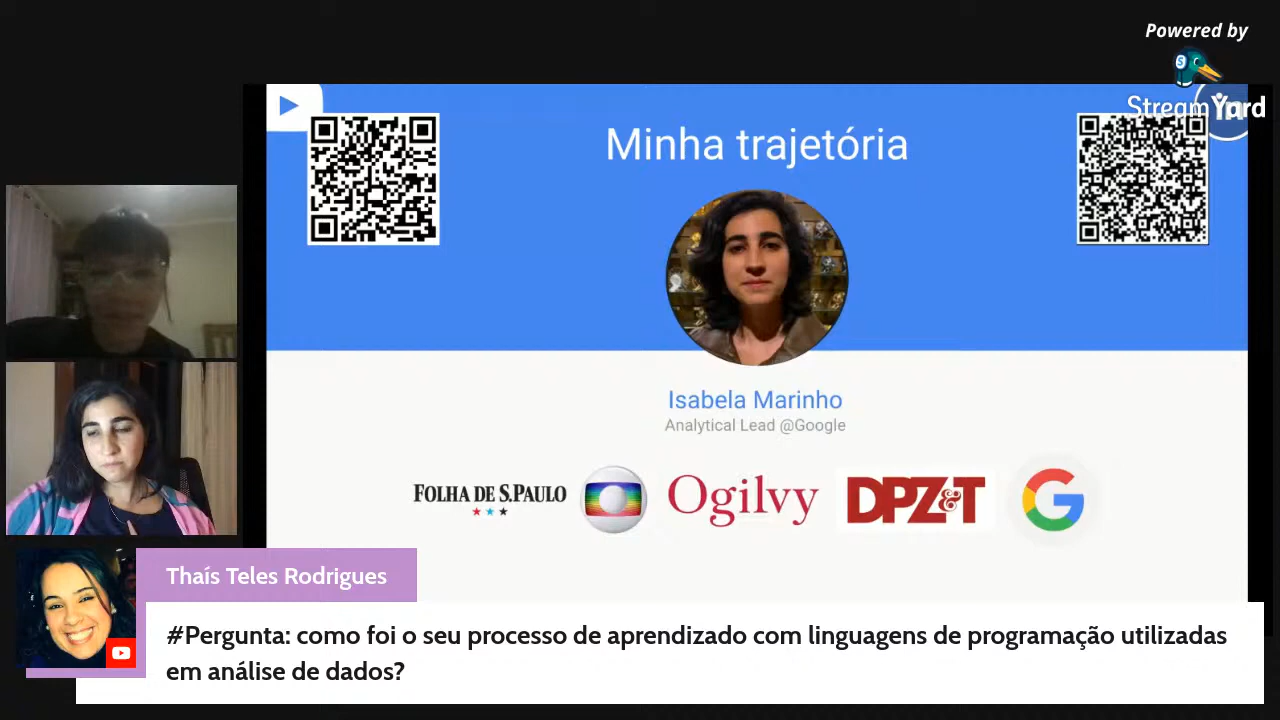 Powered by
StreamYard
Minha trajetória
Isabela Marinho
Analytical Lead @Google
FOLHA DE S.PAULO
Ogilvy
DPZ&T
G
Thaís Teles Rodrigues
#Pergunta: como foi o seu processo de aprendizado com linguagens de programação utilizadas
em análise de dados?